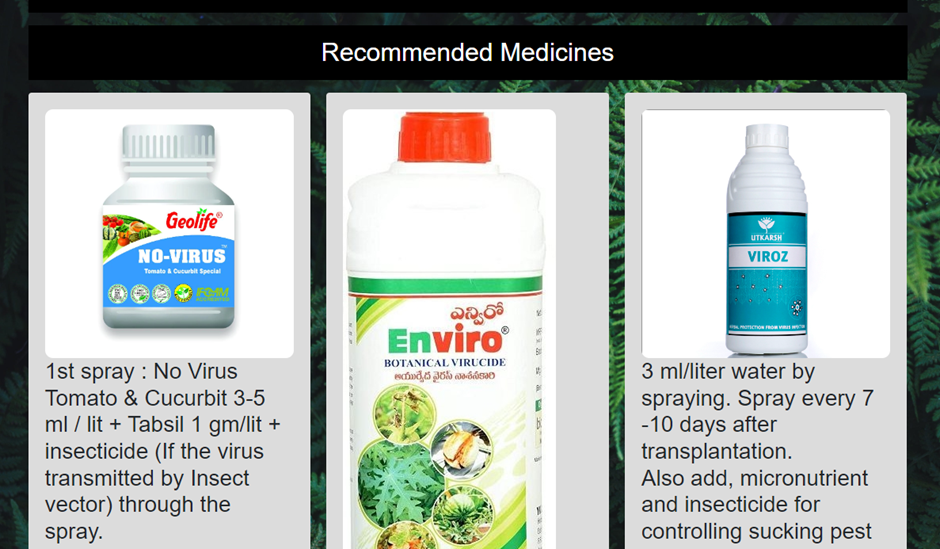 Recommended Medicines
Geolife®
NO-VIRUS
Tomato & Cucurbit Special
1st spray : No Virus
Tomato & Cucurbit 3-5
ml / lit + Tabsil 1 gm/lit +
insecticide (If the virus
transmitted by Insect
vector) through the
spray.
ఎన్విరో
Enviro®
BOTANICAL VIRUCIDE
ఆయుర్వేద వైరస్ నాశనకారి
UTKARSH
VIROZ
3 ml/liter water by
spraying. Spray every 7
-10 days after
transplantation.
Also add, micronutrient
and insecticide for
controlling sucking pest